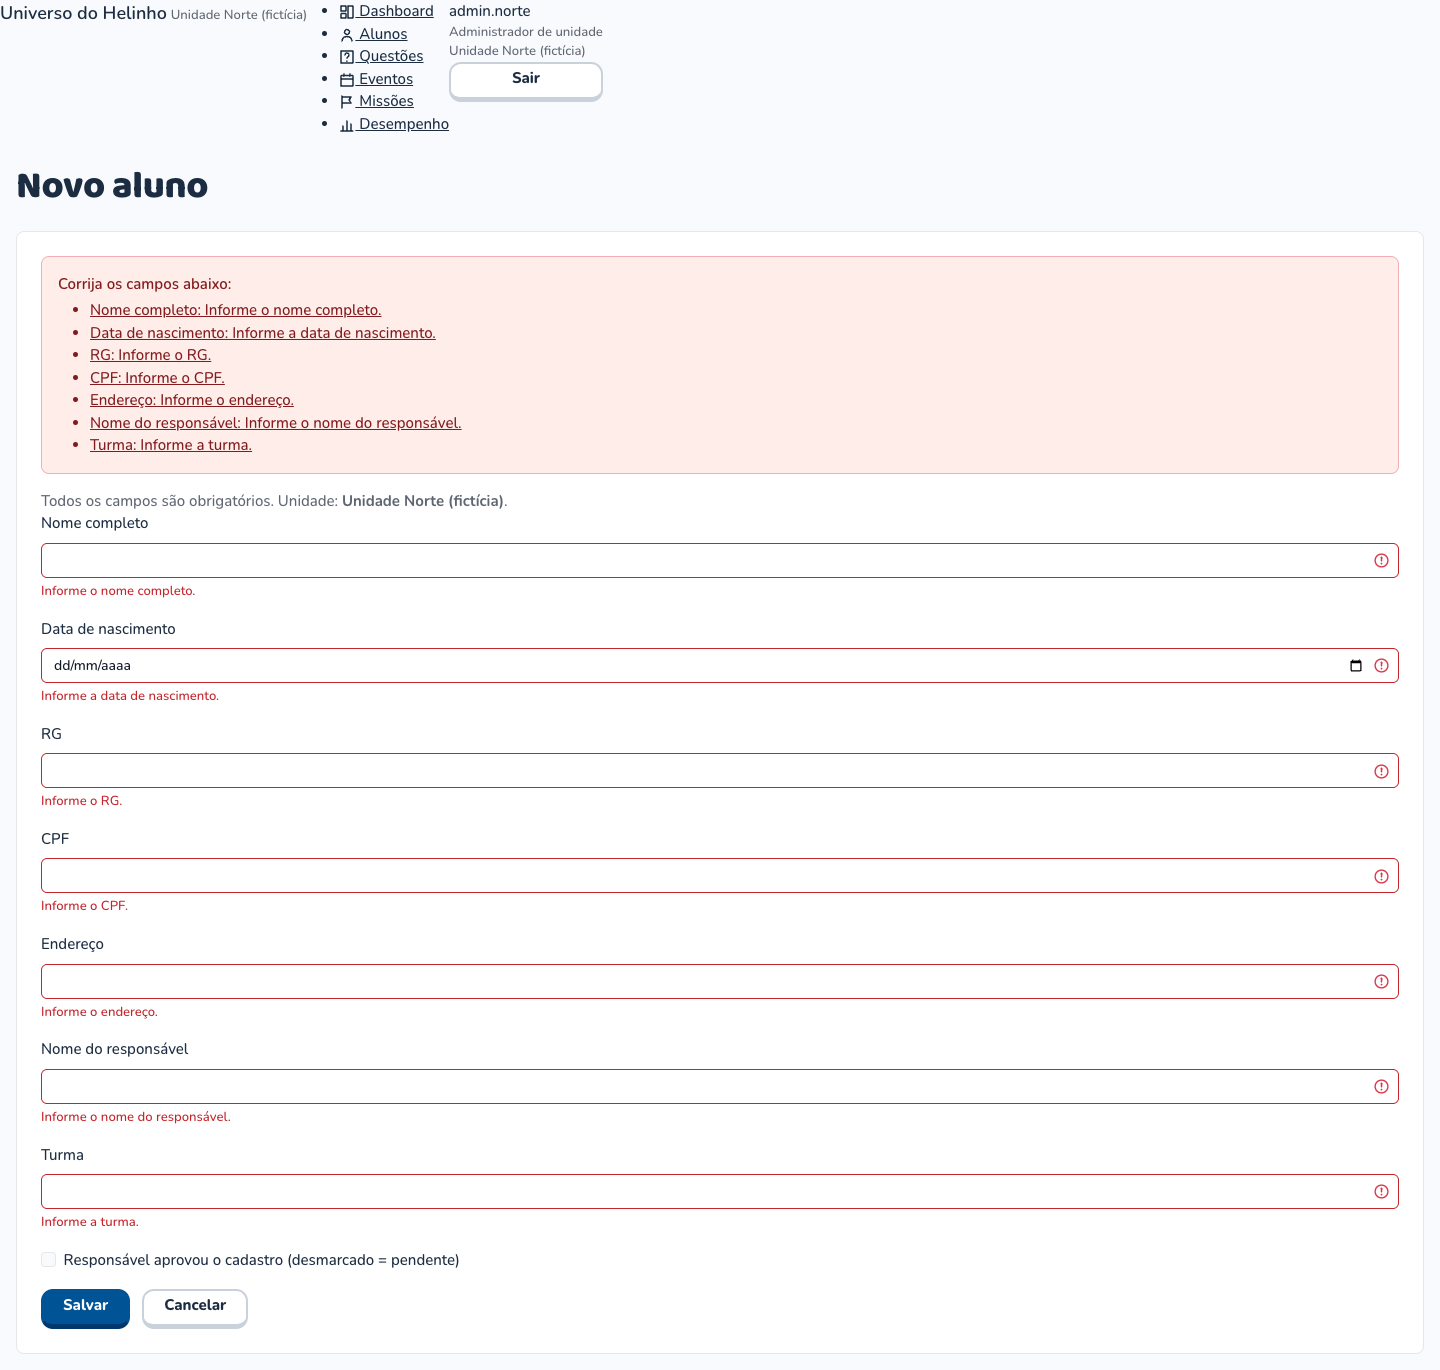 Universo do Helinho Unidade Norte (fictícia)
Dashboard
Alunos
Questões
Eventos
Missões
Desempenho
admin.norte
Administrador de unidade
Unidade Norte (fictícia)
Sair
Novo aluno
Corrija os campos abaixo:
Nome completo: Informe o nome completo.
Data de nascimento: Informe a data de nascimento.
RG: Informe o RG.
CPF: Informe o CPF.
Endereço: Informe o endereço.
Nome do responsável: Informe o nome do responsável.
Turma: Informe a turma.
Todos os campos são obrigatórios. Unidade: Unidade Norte (fictícia).
Nome completo
Informe o nome completo.
Data de nascimento
dd/mm/aaaa
Informe a data de nascimento.
RG
Informe o RG.
CPF
Informe o CPF.
Endereço
Informe o endereço.
Nome do responsável
Informe o nome do responsável.
Turma
Informe a turma.
Responsável aprovou o cadastro (desmarcado = pendente)
Salvar
Cancelar